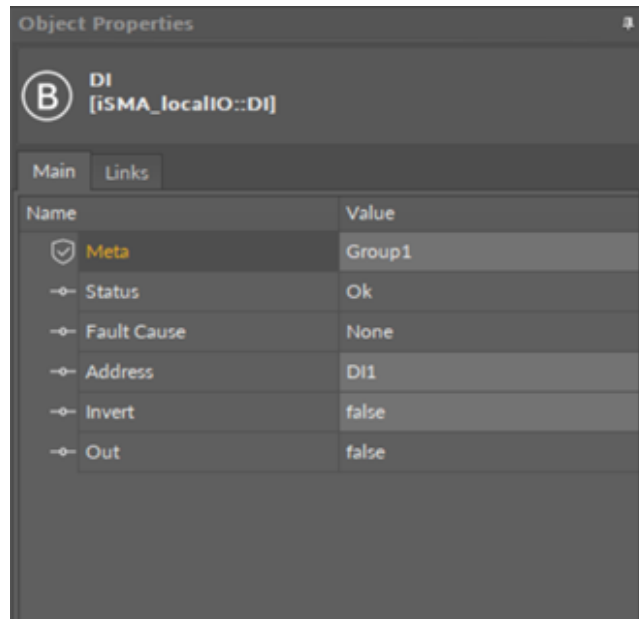 Object Properties
B
DI
[iSMA_localIO::DI]
Main Links
Name Value
Meta Group1
Status Ok
Fault Cause None
Address DI1
Invert false
Out false